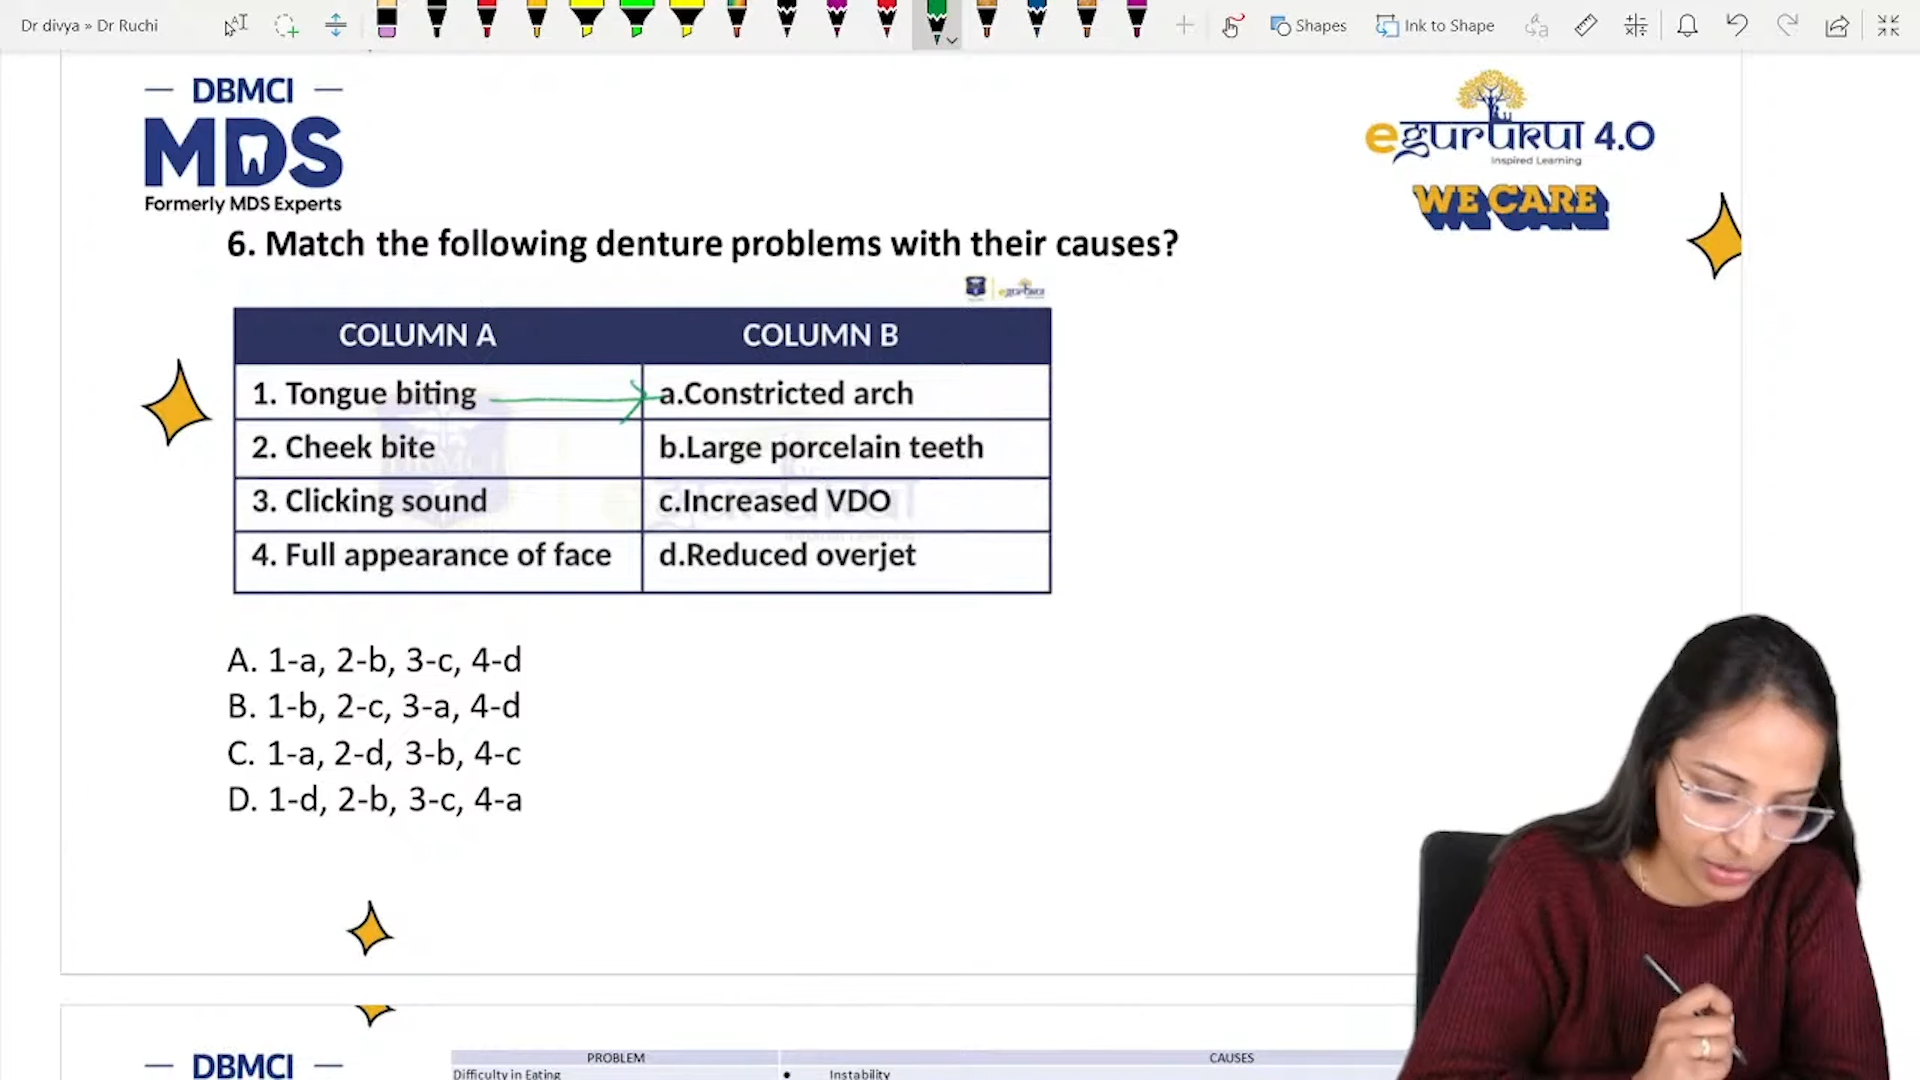 Dr divya » Dr Ruchi
Shapes
Ink to Shape
DBMCI
MDS
Formerly MDS Experts
egurukul 4.0
Inspired Learning
WE CARE
6. Match the following denture problems with their causes?
COLUMN A COLUMN B
1. Tongue biting a.Constricted arch
2. Cheek bite b.Large porcelain teeth
3. Clicking sound c.Increased VDO
4. Full appearance of face d.Reduced overjet
A. 1-a, 2-b, 3-c, 4-d
B. 1-b, 2-c, 3-a, 4-d
C. 1-a, 2-d, 3-b, 4-c
D. 1-d, 2-b, 3-c, 4-a
DBMCI
PROBLEM CAUSES
Difficulty in Eating • Instability